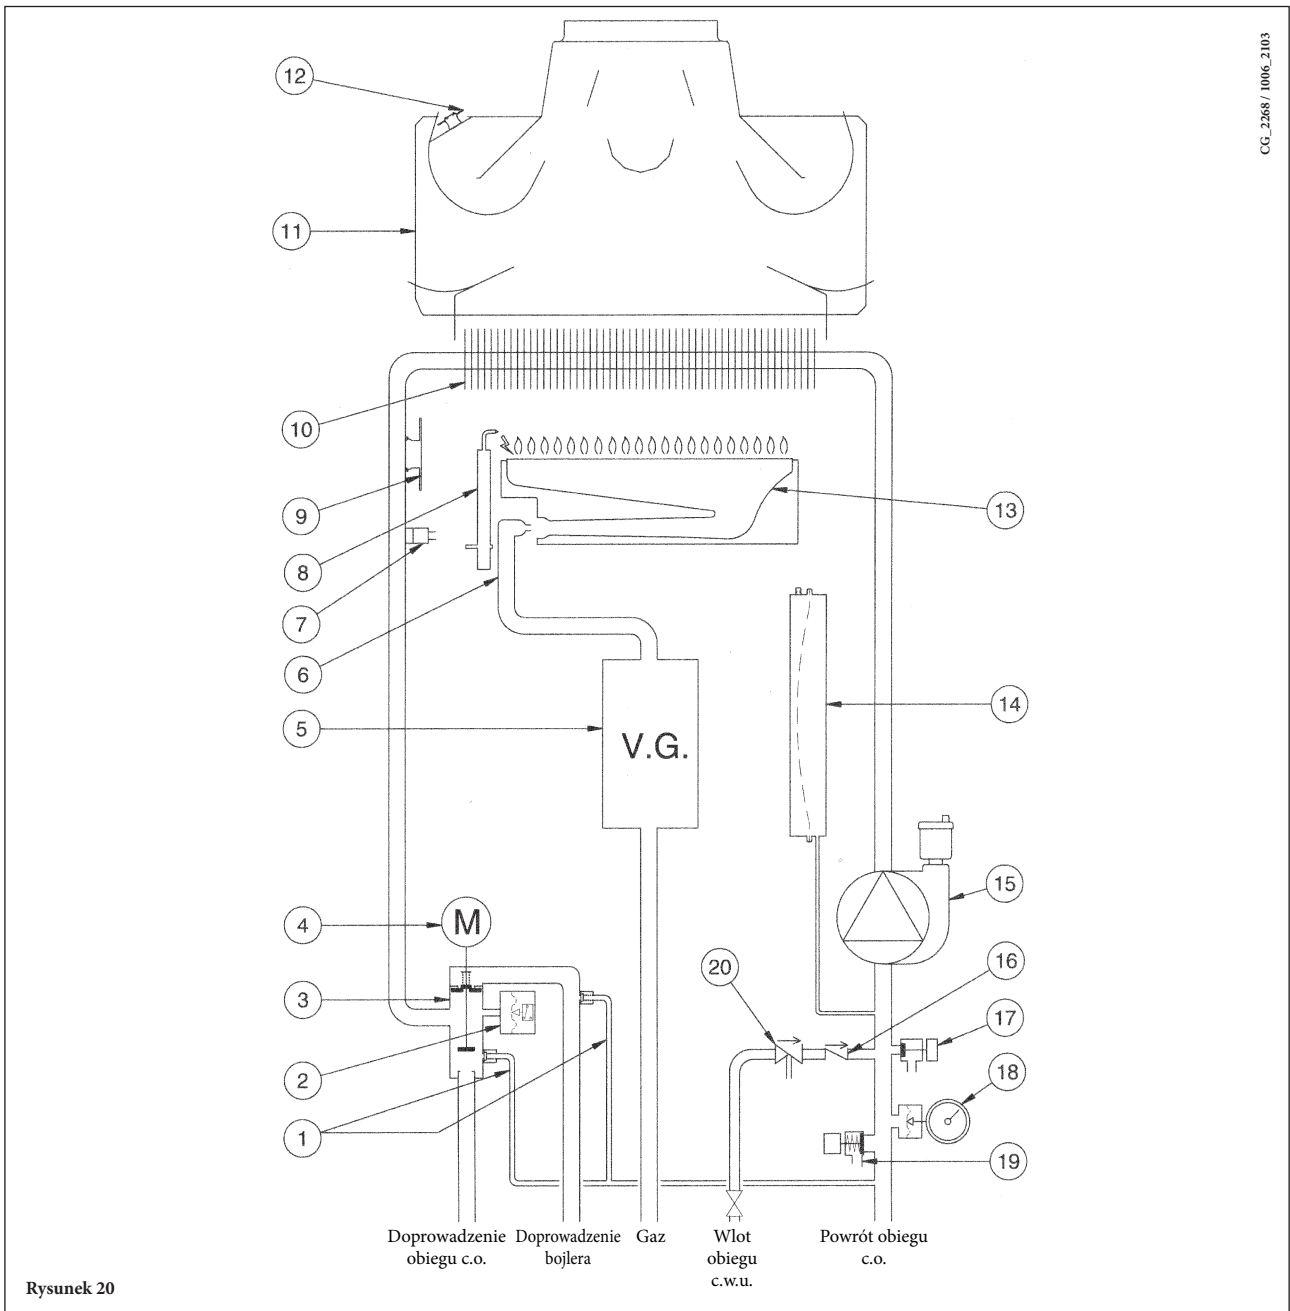 CG_2268 / 1006_2103
12
11
10
9
8
7
6
5
4
3
2
1
13
14
15
16
17
18
19
20
V.G.
M
Doprowadzenie
obiegu c.o.
Doprowadzenie
bojlera
Gaz
Wlot
obiegu
c.w.u.
Powrót obiegu
c.o.
Rysunek 20